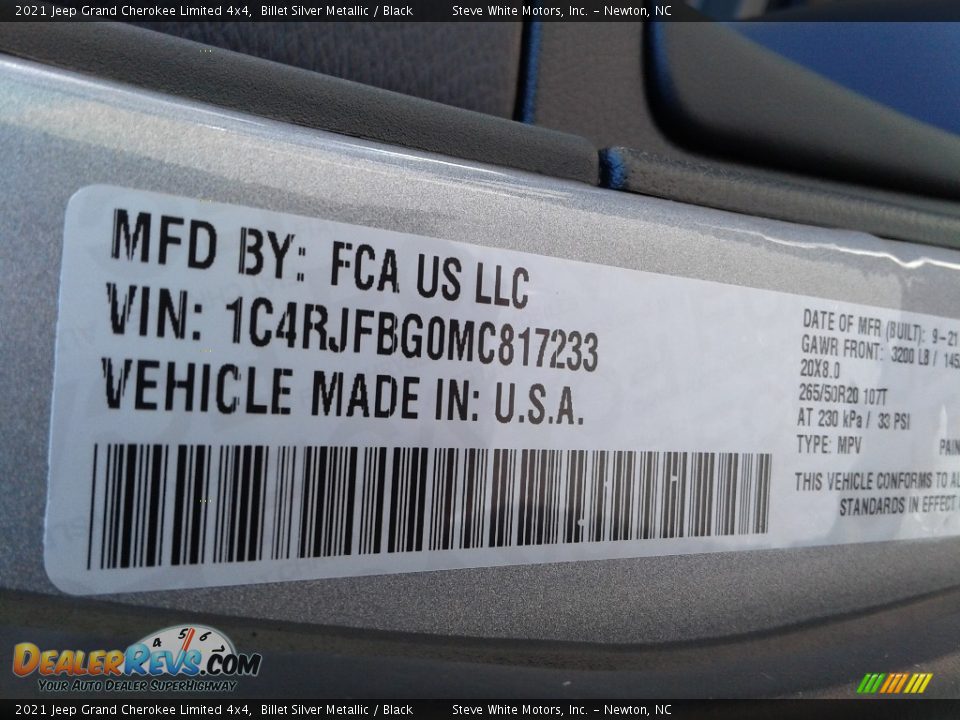 2021 Jeep Grand Cherokee Limited 4x4,  Billet Silver Metallic / Black     Steve White Motors, Inc. – Newton, NC
MFD BY: FCA US LLC
VIN: 1C4RJFBG0MC817233
VEHICLE MADE IN: U.S.A.
DATE OF MFR (BUILT): 9-21
GAWR FRONT: 3200 LB /
20X8.0
265/50R20 107T
AT 230 kPa / 33 PSI
TYPE: MPV
THIS VEHICLE CONFORMS TO
STANDARDS IN EFFECT
4 5 6
DEALERREVS.COM
YOUR AUTO DEALER SUPERHIGHWAY
2021 Jeep Grand Cherokee Limited 4x4,  Billet Silver Metallic / Black     Steve White Motors, Inc. – Newton, NC